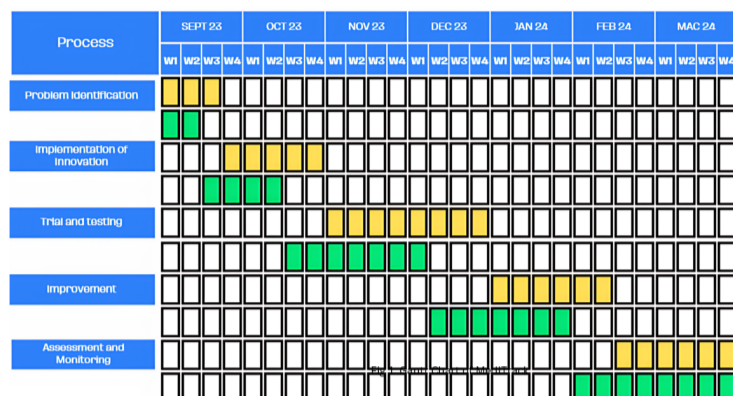 Process
SEPT 23 OCT 23 NOV 23 DEC 23 JAN 24 FEB 24 MAC 24
W1 W2 W3 W4 W1 W2 W3 W4 W1 W2 W3 W4 W1 W2 W3 W4 W1 W2 W3 W4 W1 W2 W3 W4 W1 W2 W3 W4
Problem Identification
Implementation of
Innovation
Trial and testing
Improvement
Assessment and
Monitoring